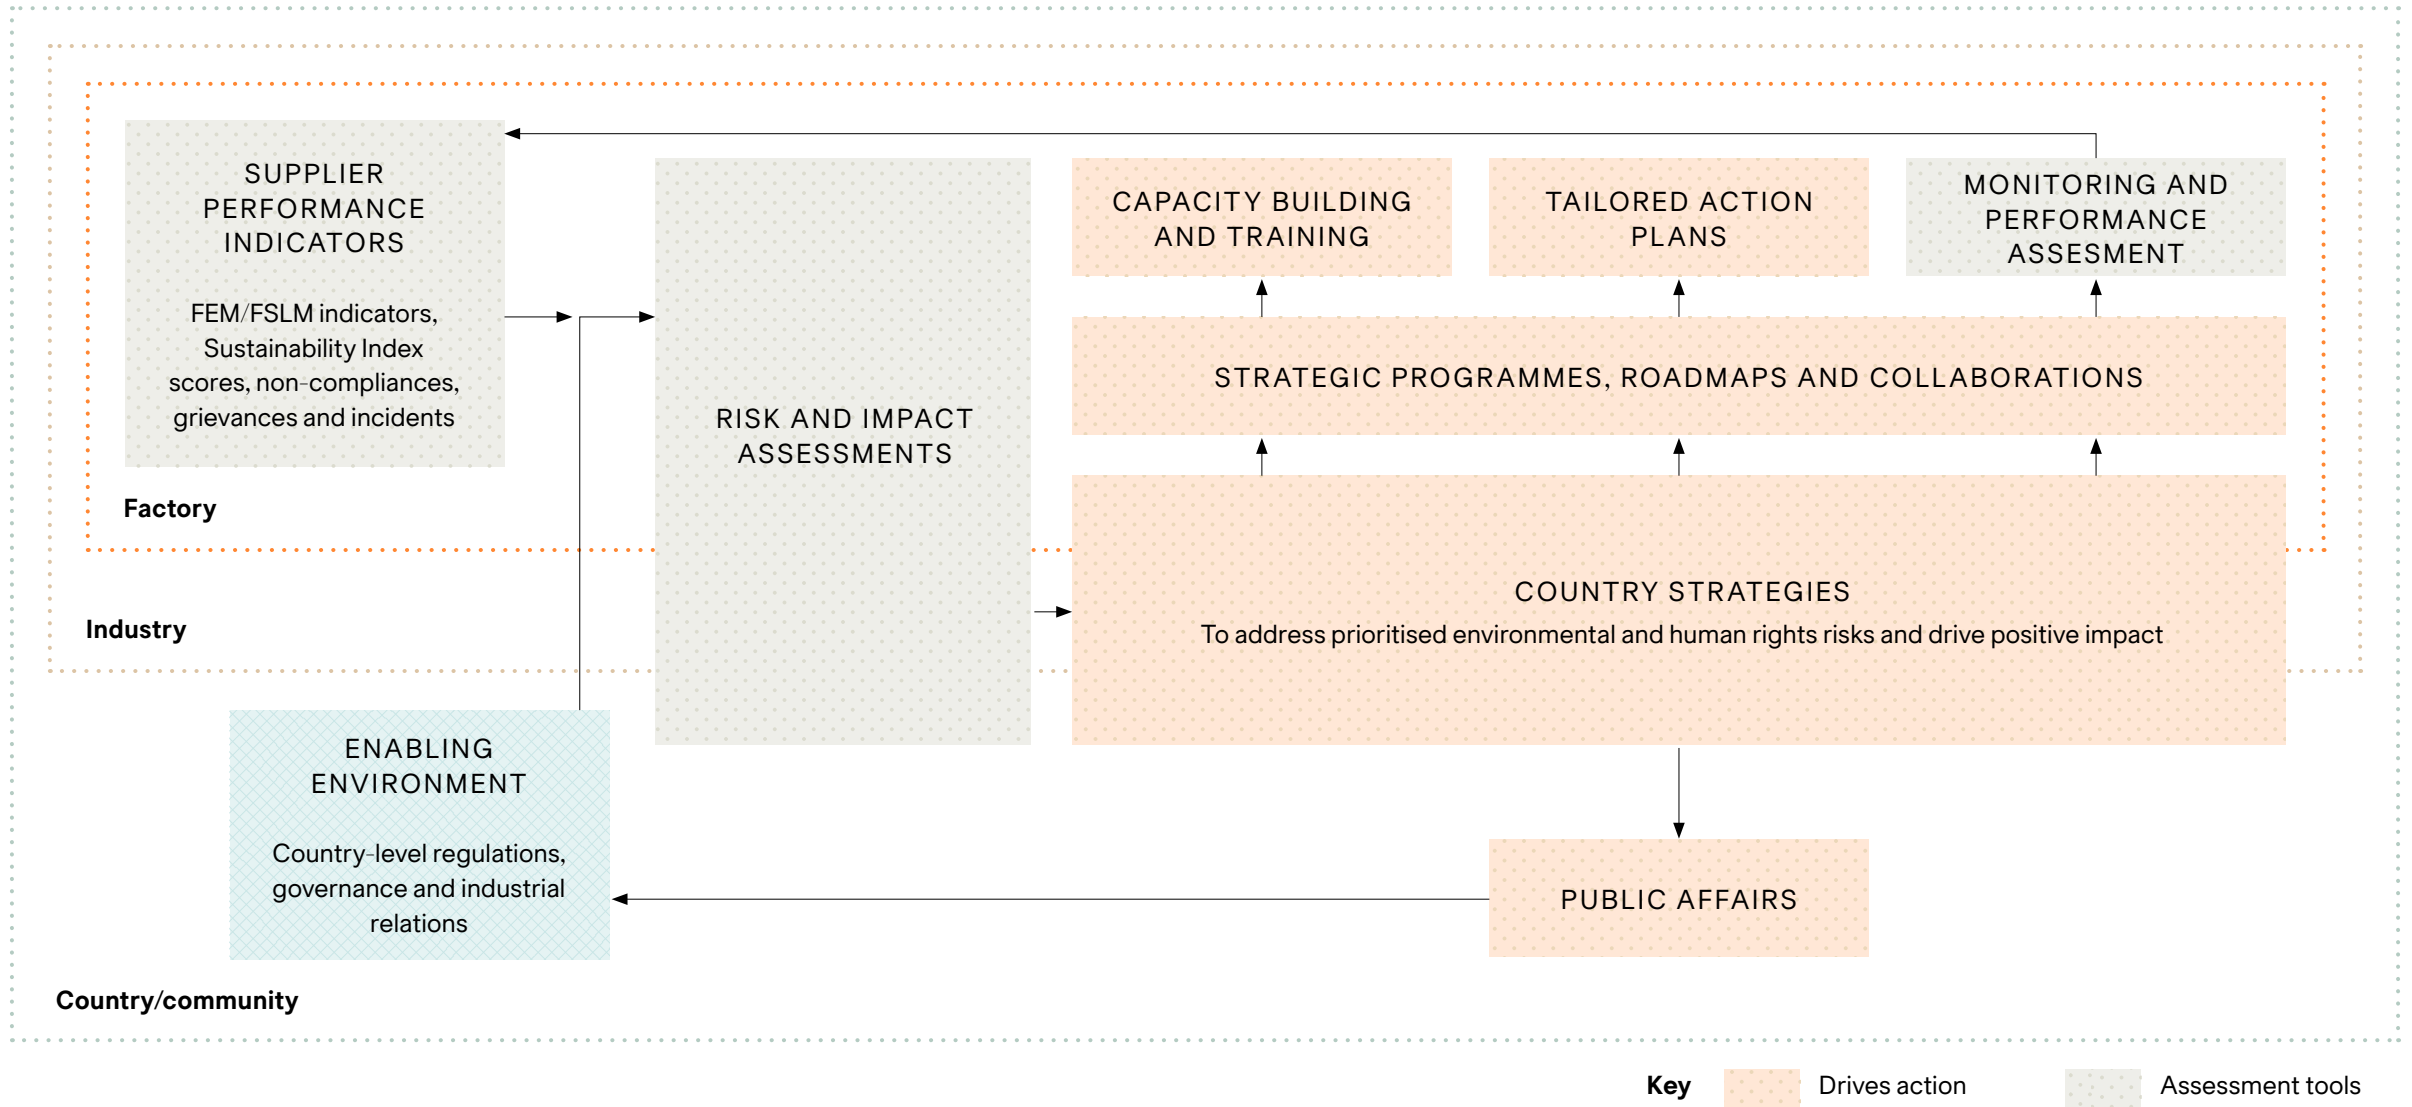 SUPPLIER
PERFORMANCE
INDICATORS
FEM/FSLM indicators,
Sustainability Index
scores, non-compliances,
grievances and incidents
Factory
Industry
RISK AND IMPACT
ASSESSMENTS
CAPACITY BUILDING
AND TRAINING
TAILORED ACTION
PLANS
MONITORING AND
PERFORMANCE
ASSESMENT
STRATEGIC PROGRAMMES, ROADMAPS AND COLLABORATIONS
COUNTRY STRATEGIES
To address prioritised environmental and human rights risks and drive positive impact
ENABLING
ENVIRONMENT
Country-level regulations,
governance and industrial
relations
PUBLIC AFFAIRS
Country/community
Key
Drives action
Assessment tools